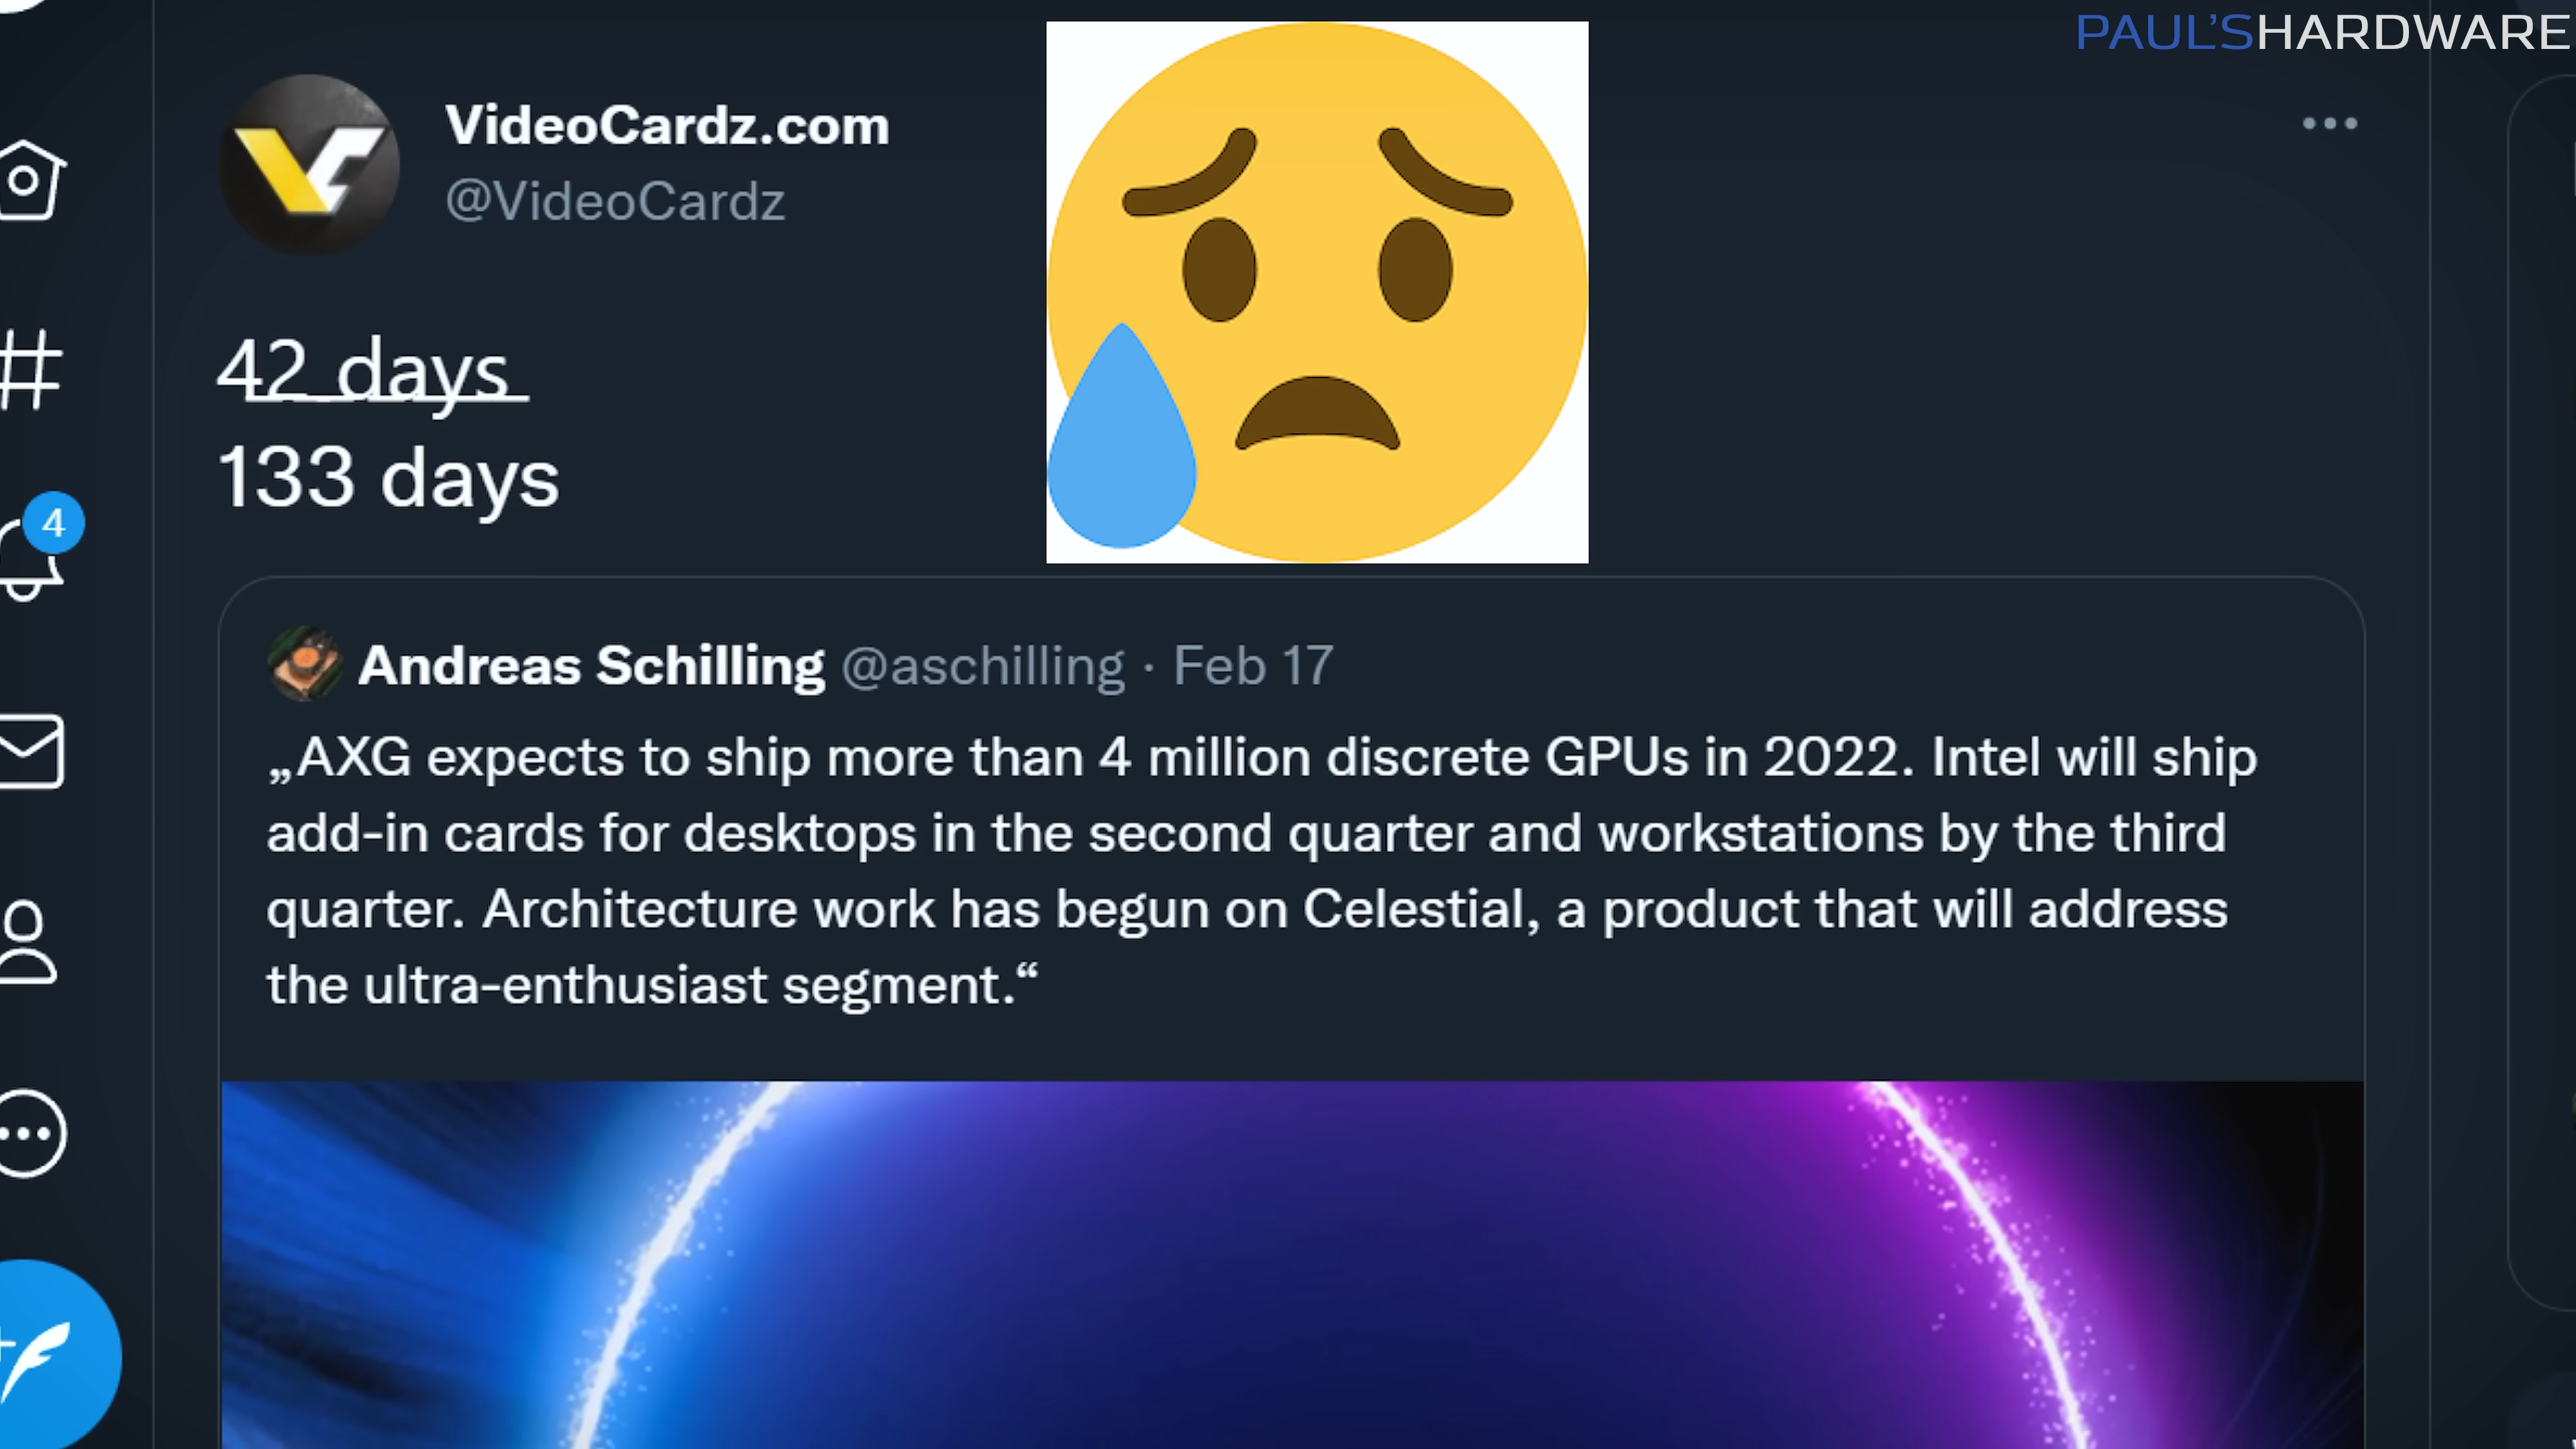 PAUL'SHARDWARE
VideoCardz.com
@VideoCardz
42 days
133 days
4
Andreas Schilling @aschilling · Feb 17
„AXG expects to ship more than 4 million discrete GPUs in 2022. Intel will ship
add-in cards for desktops in the second quarter and workstations by the third
quarter. Architecture work has begun on Celestial, a product that will address
the ultra-enthusiast segment.“